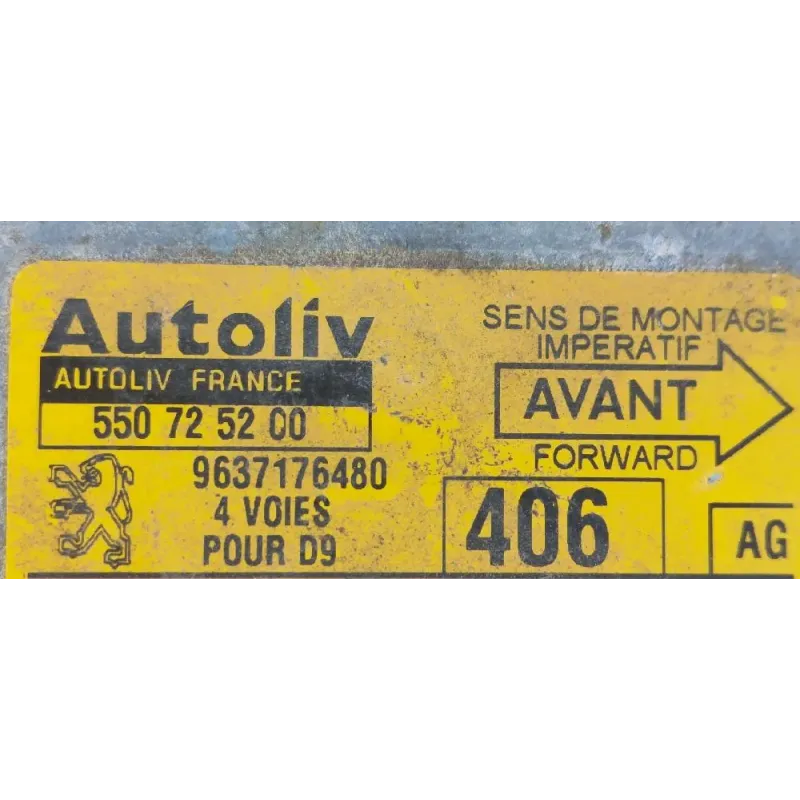 Autoliv
AUTOLIV FRANCE
550 72 52 00
9637176480
4 VOIES
POUR D9
SENS DE MONTAGE
IMPERATIF
AVANT
FORWARD
406
AG